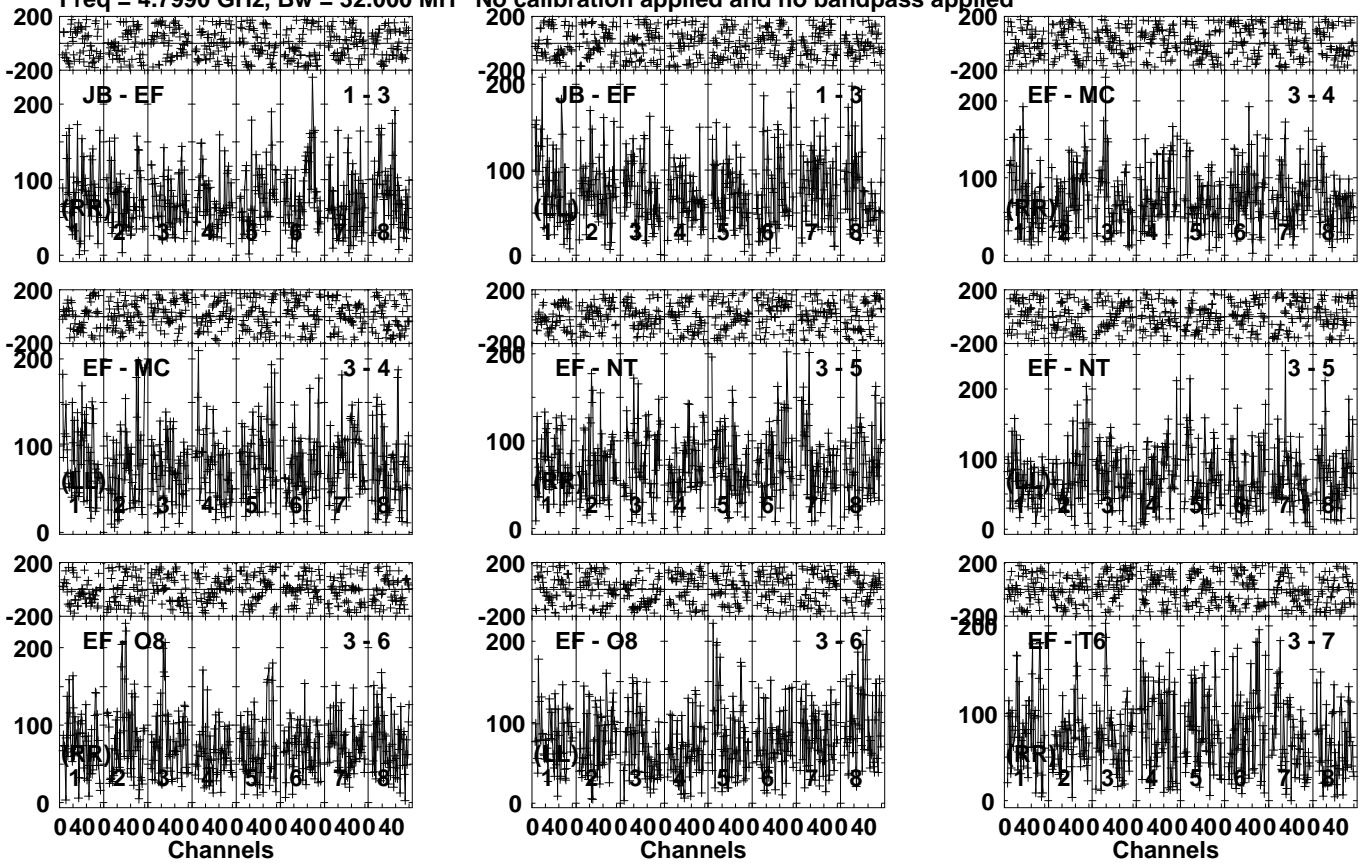 Freq = 4.7990 GHz, Bw = 32.000 MH No calibration applied and no bandpass applied
200 200 200
-200 -200 -200
JB - EF 1 - 3 JB - EF 1 - 3 EF - MC 3 - 4
200 200 200
100 100 100
(RR) (LL) (RR)
1 2 3 4 5 6 7 8 1 2 3 4 5 6 7 8 1 2 3 4 5 6 7 8
0 0 0
200 200 200
-200 -200 -200
200 200
EF - MC 3 - 4 EF - NT 3 - 5 EF - NT 3 - 5
200
100 100 100
(LL) (RR) (LL)
1 2 3 4 5 6 7 8 1 2 3 4 5 6 7 8 1 2 3 4 5 6 7 8
0 0 0
200 200 200
-200 -200 -200
EF - O8 3 - 6 EF - O8 3 - 6 EF - T6 3 - 7
200 200 200
100 100 100
(RR) (LL) (RR)
1 2 3 4 5 6 7 8 1 2 3 4 5 6 7 8 1 2 3 4 5 6 7 8
0 0 0
0 40 0 40 0 40 0 40 0 40 0 40 0 40 40 0 40 0 40 0 40 0 40 0 40 0 40 0 40 40 0 40 0 40 0 40 0 40 0 40 0 40 0 40 40
Channels Channels Channels